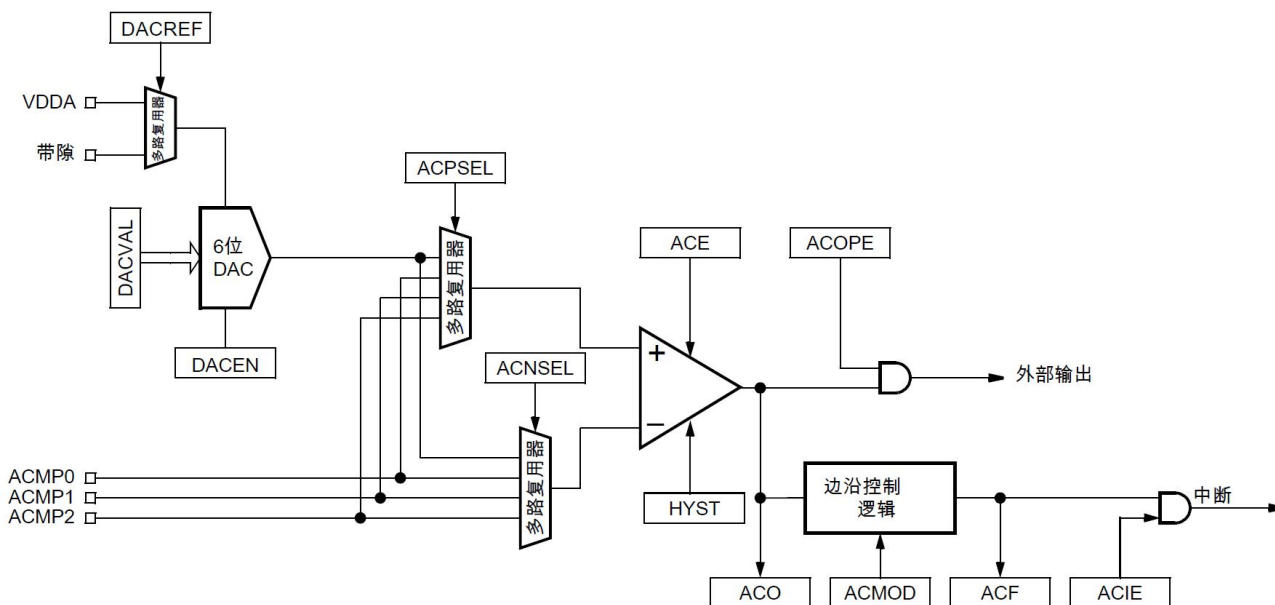 DACREF
VDDA
带隙
多路复用器
ACPSEL
DACVAL
6位
DAC
多路复用器
ACE
ACOPE
DACEN
ACNSEL
+
−
外部输出
多路复用器
ACMP0
ACMP1
ACMP2
HYST
边沿控制
逻辑
中断
ACO
ACMOD
ACF
ACIE